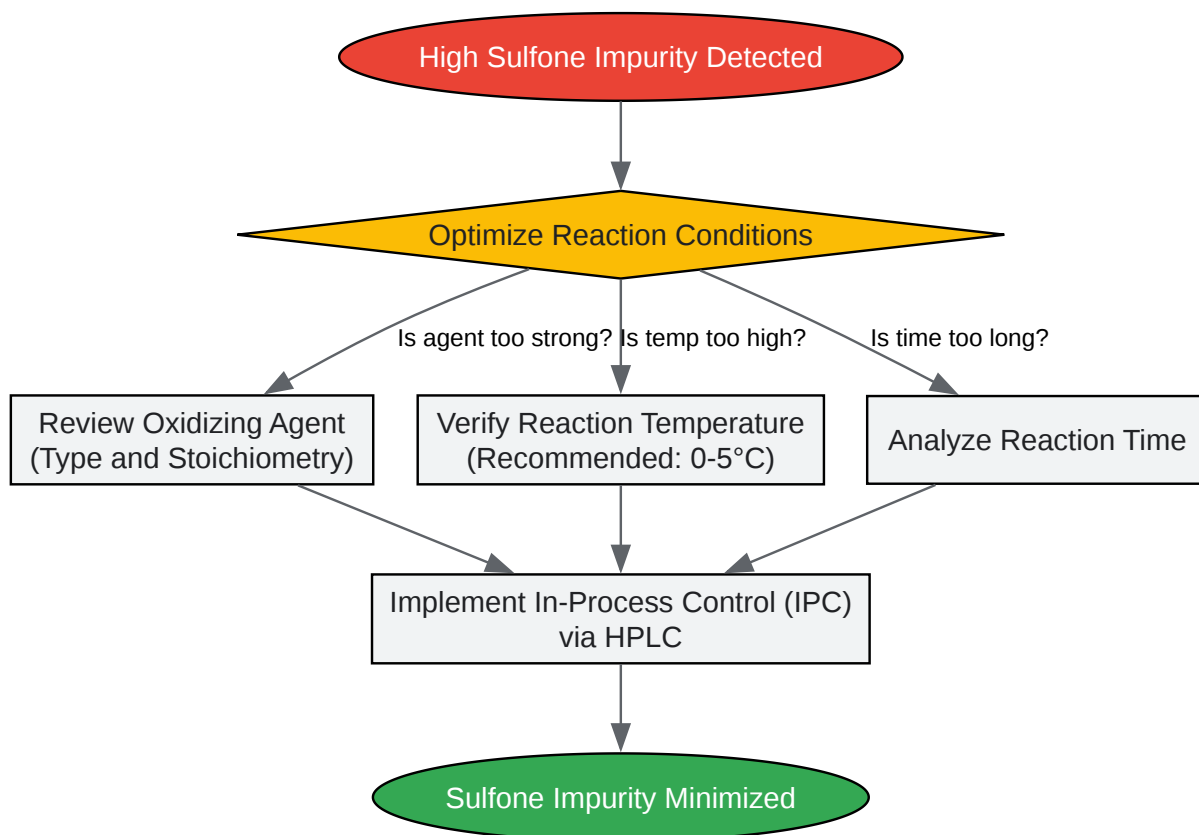 High Sulfone Impurity Detected
Optimize Reaction Conditions
Is agent too strong?
Is temp too high?
Is time too long?
Review Oxidizing Agent
(Type and Stoichiometry)
Verify Reaction Temperature
(Recommended: 0-5°C)
Analyze Reaction Time
Implement In-Process Control (IPC)
via HPLC
Sulfone Impurity Minimized